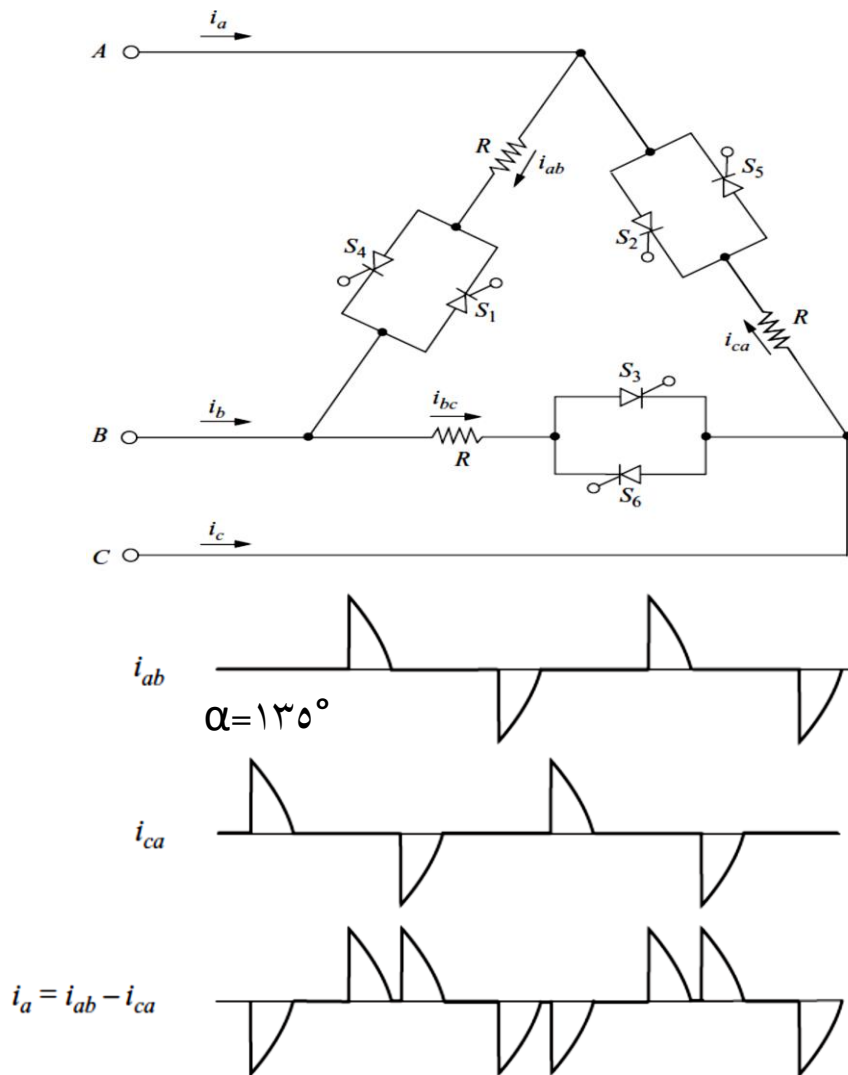 i_a
A
R
i_ab
S_5
S_2
S_4
S_1
R
i_ca
S_3
i_b
i_bc
B
R
S_6
i_c
C
i_ab
α=۱۳۵°
i_ca
i_a = i_ab − i_ca